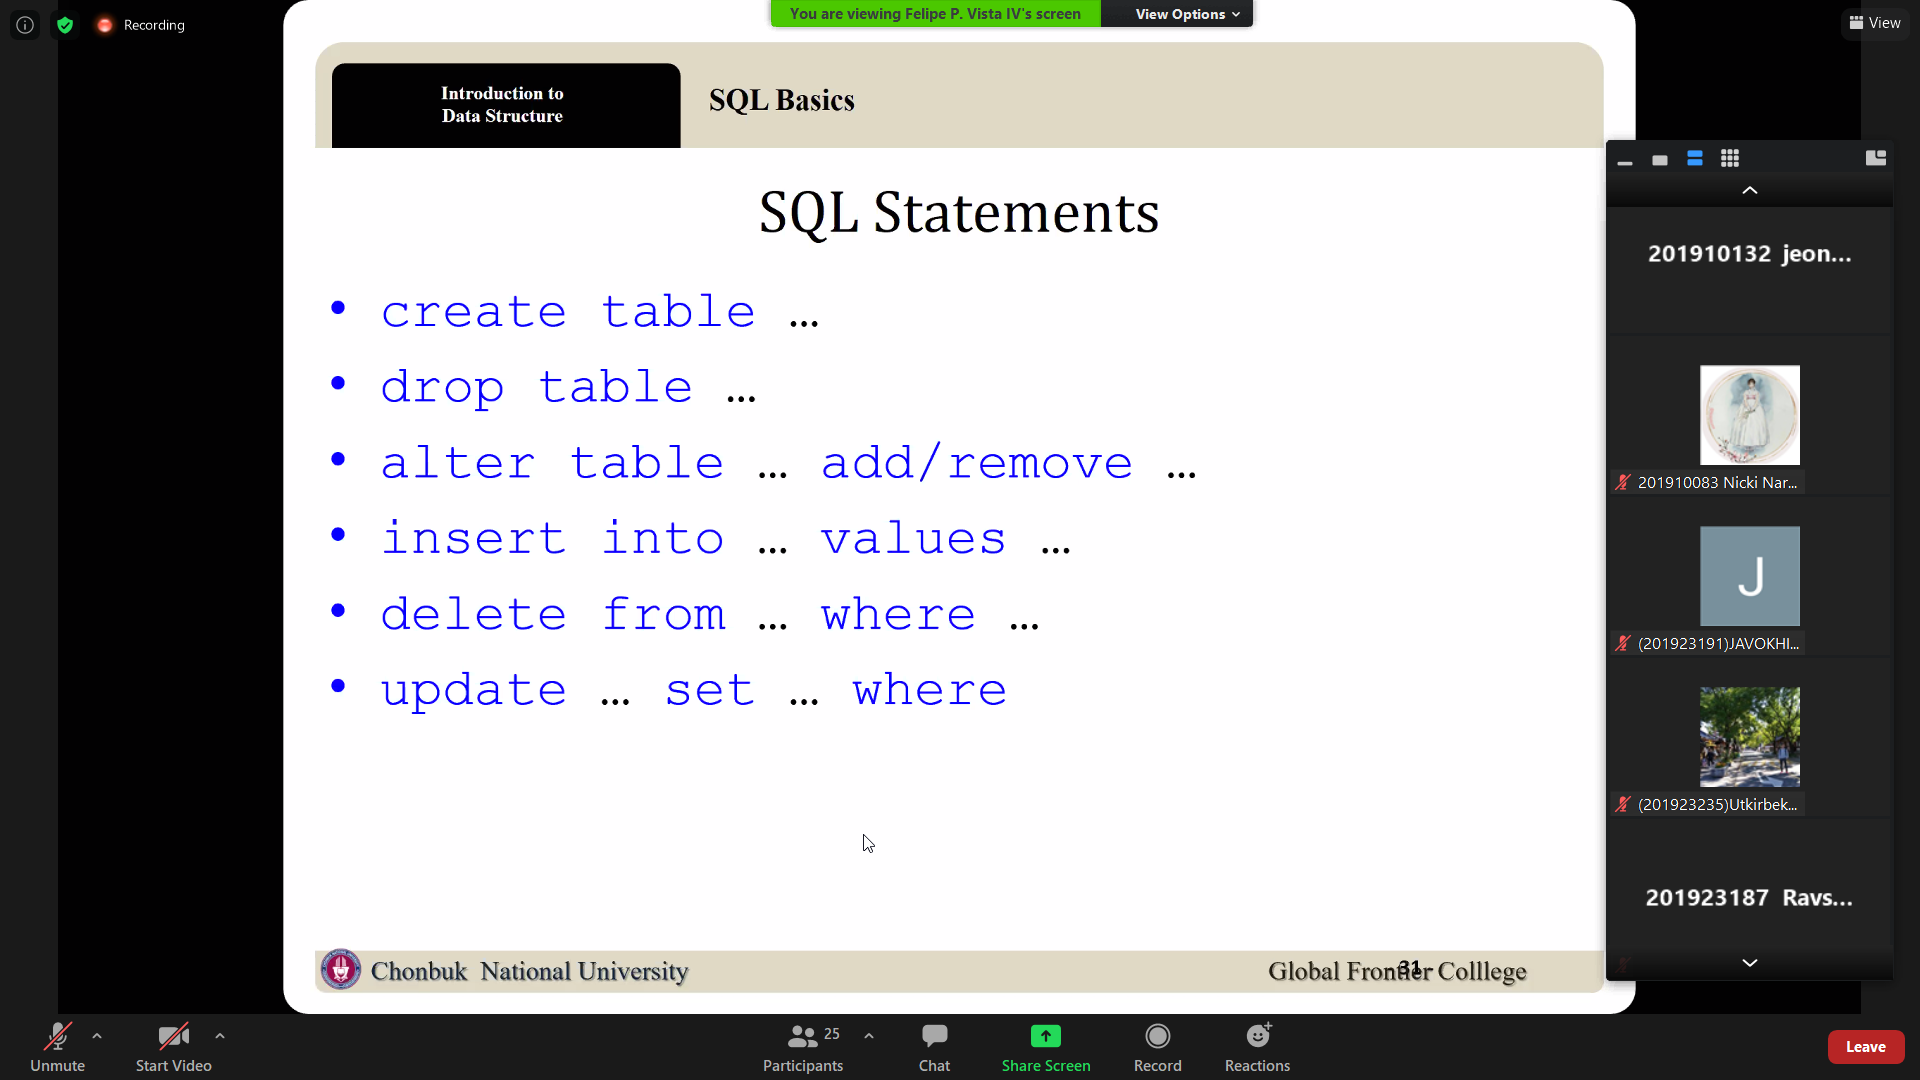 Recording
You are viewing Felipe P. Vista IV's screen
View Options
View
Introduction to
Data Structure
SQL Basics
SQL Statements
• create table …
• drop table …
• alter table … add/remove …
• insert into … values …
• delete from … where …
• update … set … where
Chonbuk National University
Global Frontier Colllege
31
201910132 jeon...
201910083 Nicki Nar...
J
(201923191)JAVOKHI...
(201923235)Utkirbek...
201923187 Ravs...
Unmute
Start Video
25
Participants
Chat
Share Screen
Record
Reactions
Leave